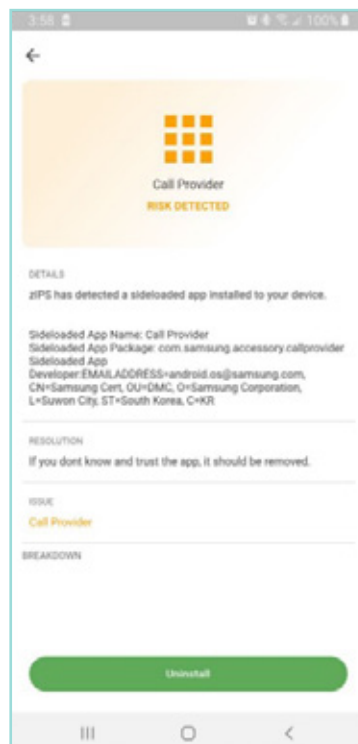 3:58
100%
Call Provider
RISK DETECTED
DETAILS
zIPS has detected a sideloaded app installed to your device.
Sideloaded App Name: Call Provider
Sideloaded App Package: com.samsung.accessory.callprovider
Sideloaded App
Developer:EMAILADDRESS=android.os@samsung.com,
CN=Samsung Cert, OU=DMC, O=Samsung Corporation,
L=Suwon City, ST=South Korea, C=KR
RESOLUTION
If you dont know and trust the app, it should be removed.
ISSUE
Call Provider
BREAKDOWN
Uninstall